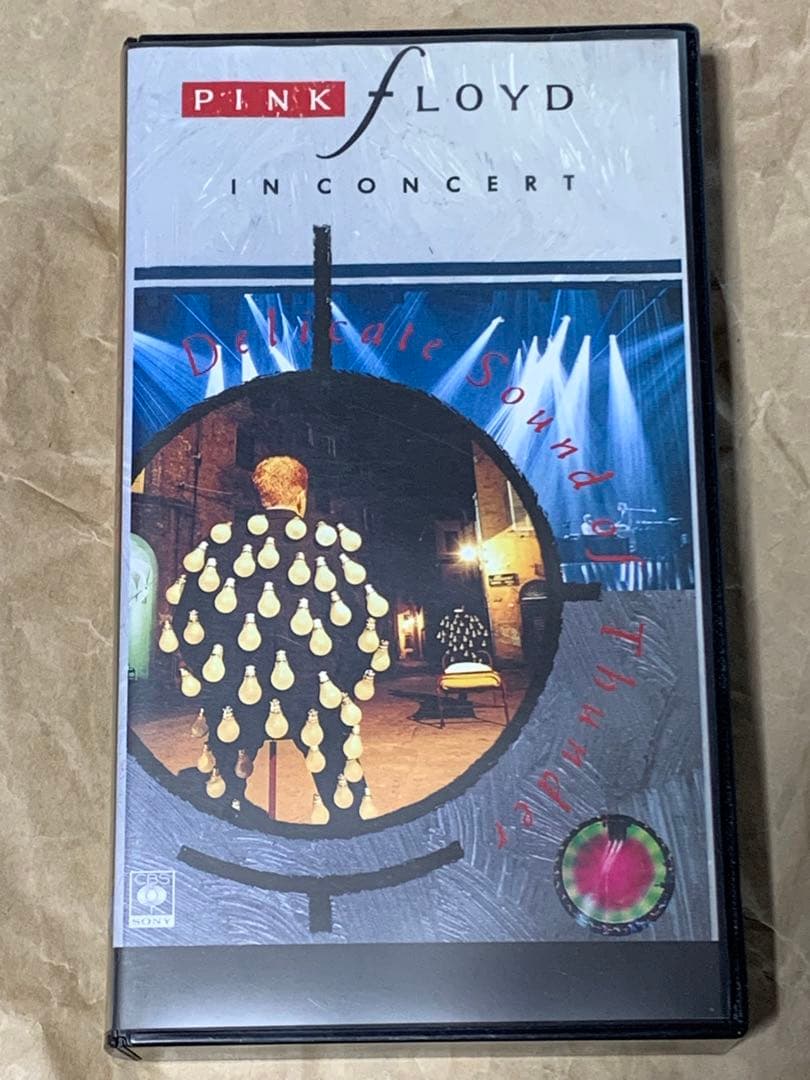 PINK fLOYD
IN CONCERT
Delicate Sound of Thunder
CBS
SONY